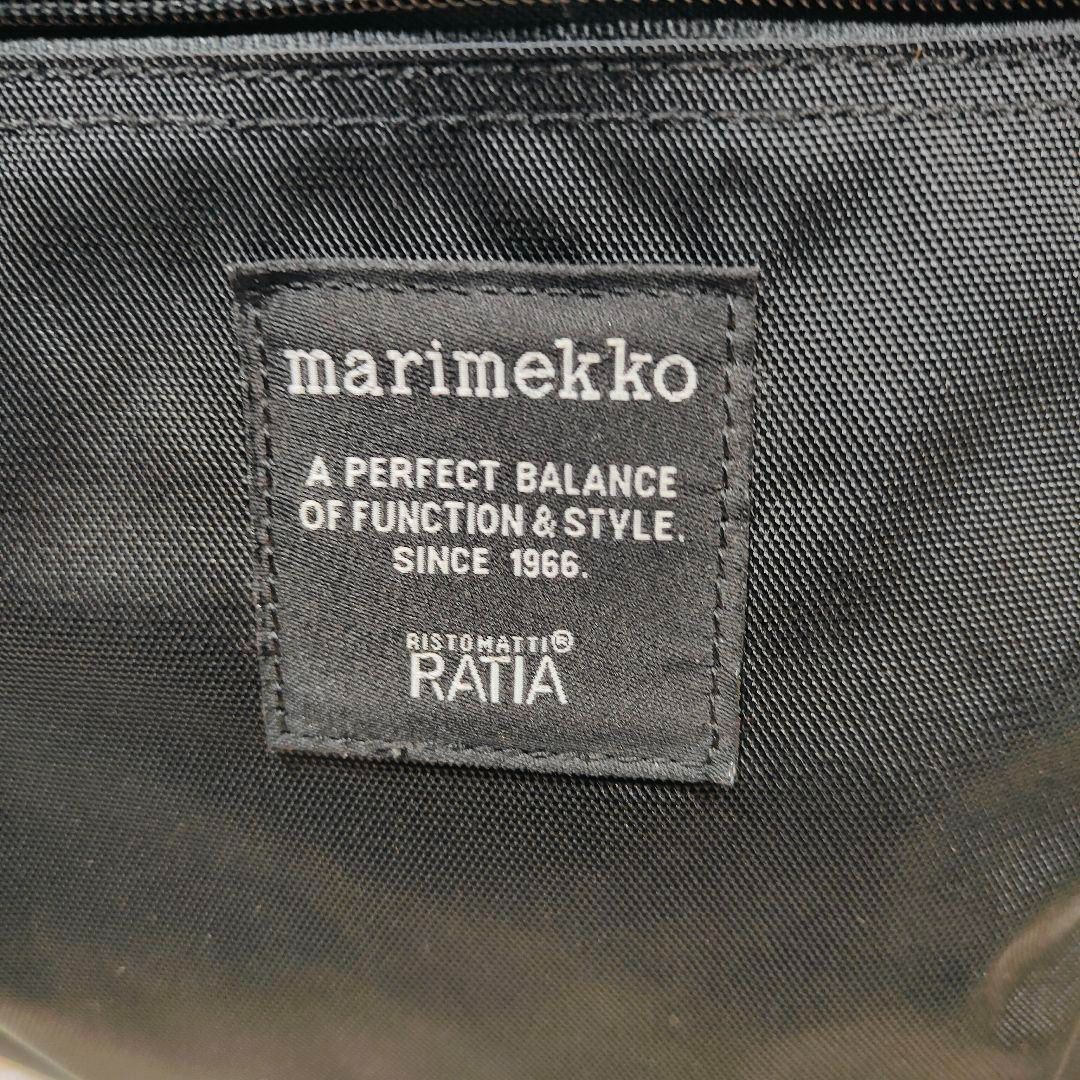 marimekko
A PERFECT BALANCE
OF FUNCTION & STYLE.
SINCE 1966.
RISTOMATTI®
RATIA